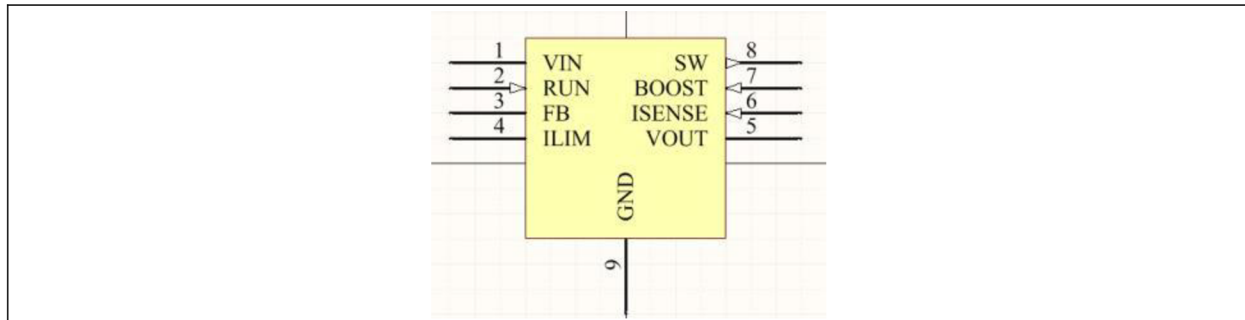 1 VIN SW 8
2 RUN BOOST 7
3 FB ISENSE 6
4 ILIM VOUT 5
GND
9